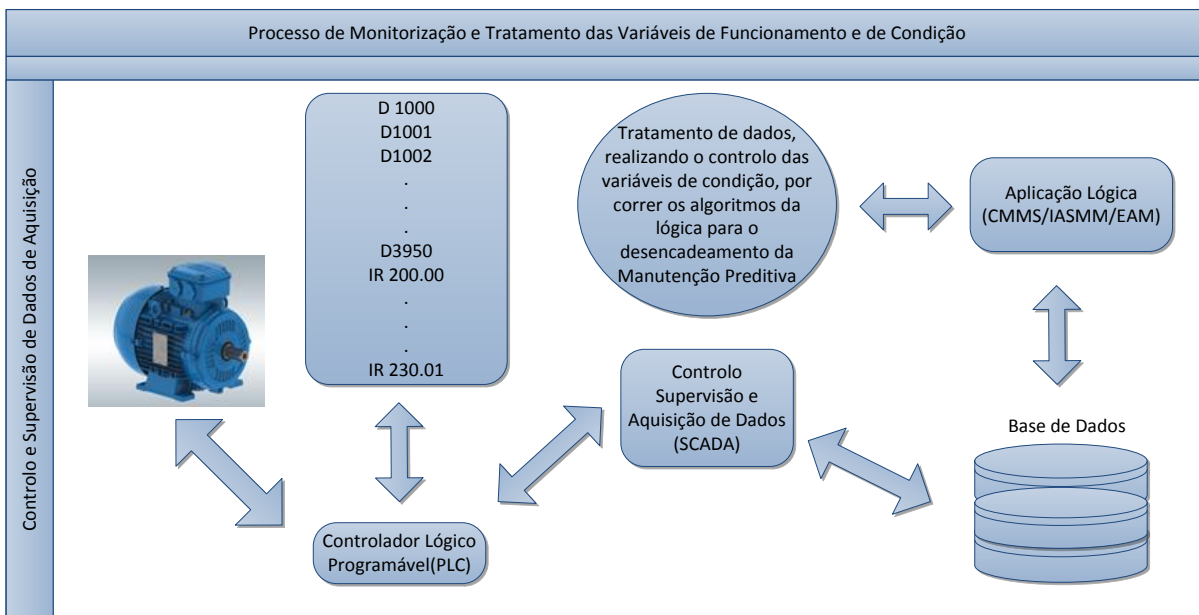 Processo de Monitorização e Tratamento das Variáveis de Funcionamento e de Condição
Controlo e Supervisão de Dados de Aquisição
D 1000
D1001
D1002
.
.
.
D3950
IR 200.00
.
.
.
IR 230.01
Tratamento de dados,
realizando o controlo das
variáveis de condição, por
correr os algoritmos da
lógica para o
desencadeamento da
Manutenção Preditiva
Aplicação Lógica
(CMMS/IASMM/EAM)
Controlo
Supervisão e
Aquisição de Dados
(SCADA)
Base de Dados
Controlador Lógico
Programável(PLC)